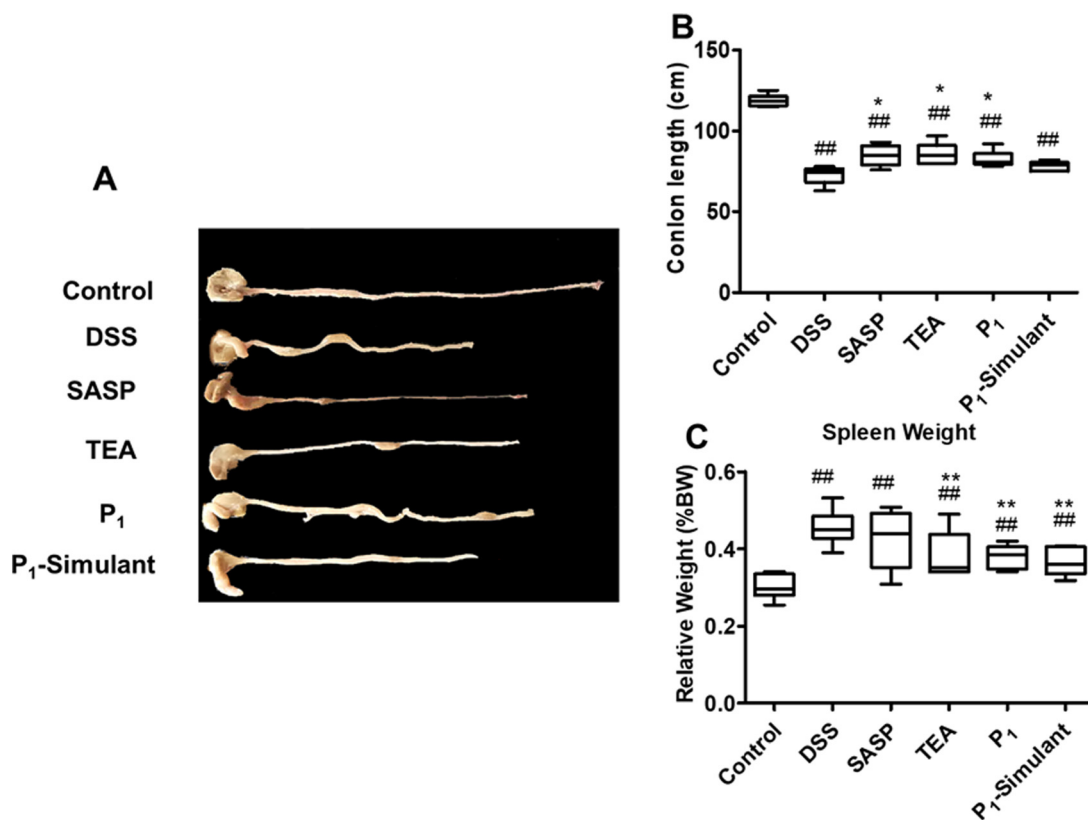 A
Control
DSS
SASP
TEA
P₁
P₁-Simulant
B
Conlon length (cm)
150
100
50
0
##
*
##
*
##
*
##
##
Control
DSS
SASP
TEA
P₁
P₁-Simulant
C
Spleen Weight
Relative Weight (%BW)
0.6
0.4
0.2
0.0
##
##
**
##
**
##
**
##
Control
DSS
SASP
TEA
P₁
P₁-Simulant